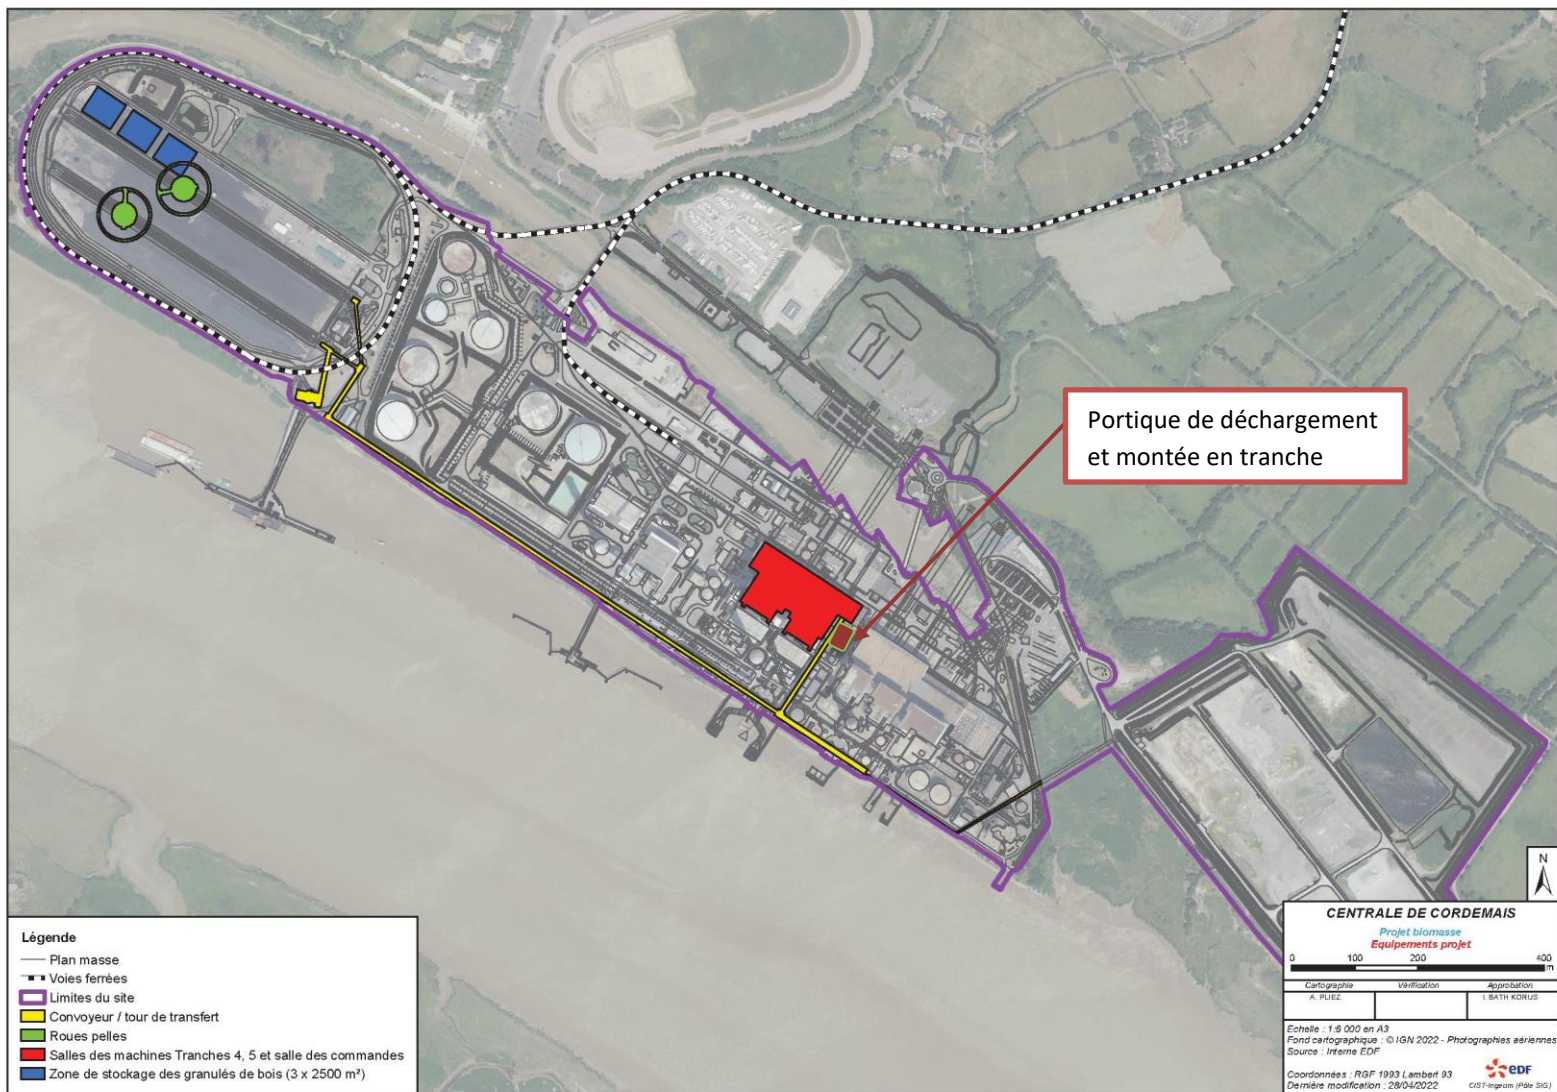 Portique de déchargement
et montée en tranche
N
Légende
Plan masse
Voies ferrées
Limites du site
Convoyeur / tour de transfert
Roues pelles
Salles des machines Tranches 4, 5 et salle des commandes
Zone de stockage des granulés de bois (3 x 2500 m²)
CENTRALE DE CORDEMAIS
Projet biomasse
Equipements projet
0 100 200 400
m
Cartographie Vérification Approbation
A. PLIEZ I. BATH KORUS
Echelle : 1:6 000 en A3
Fond cartographique : © IGN 2022 - Photographies aériennes
Source : Interne EDF
Coordonnées : RGF 1993 Lambert 93
Dernière modification : 28/04/2022
eDF
CIST-Ingeum (Pôle SIG)